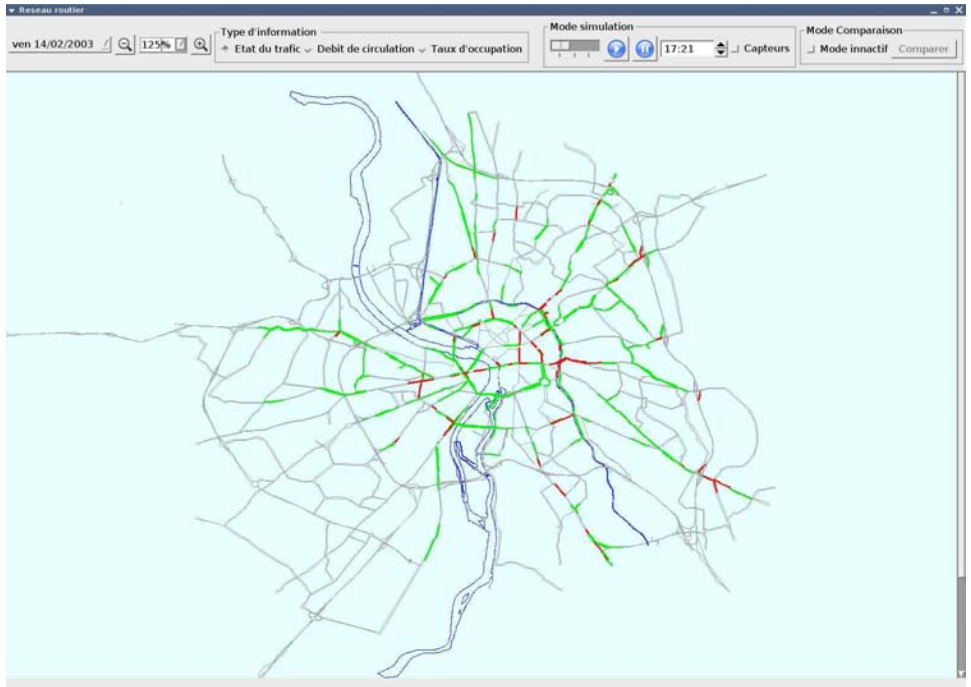 Reseau routier
ven 14/02/2003
125%
Type d'information
Etat du trafic Debit de circulation Taux d'occupation
Mode simulation
17:21 Capteurs
Mode Comparaison
Mode innactif Comparer